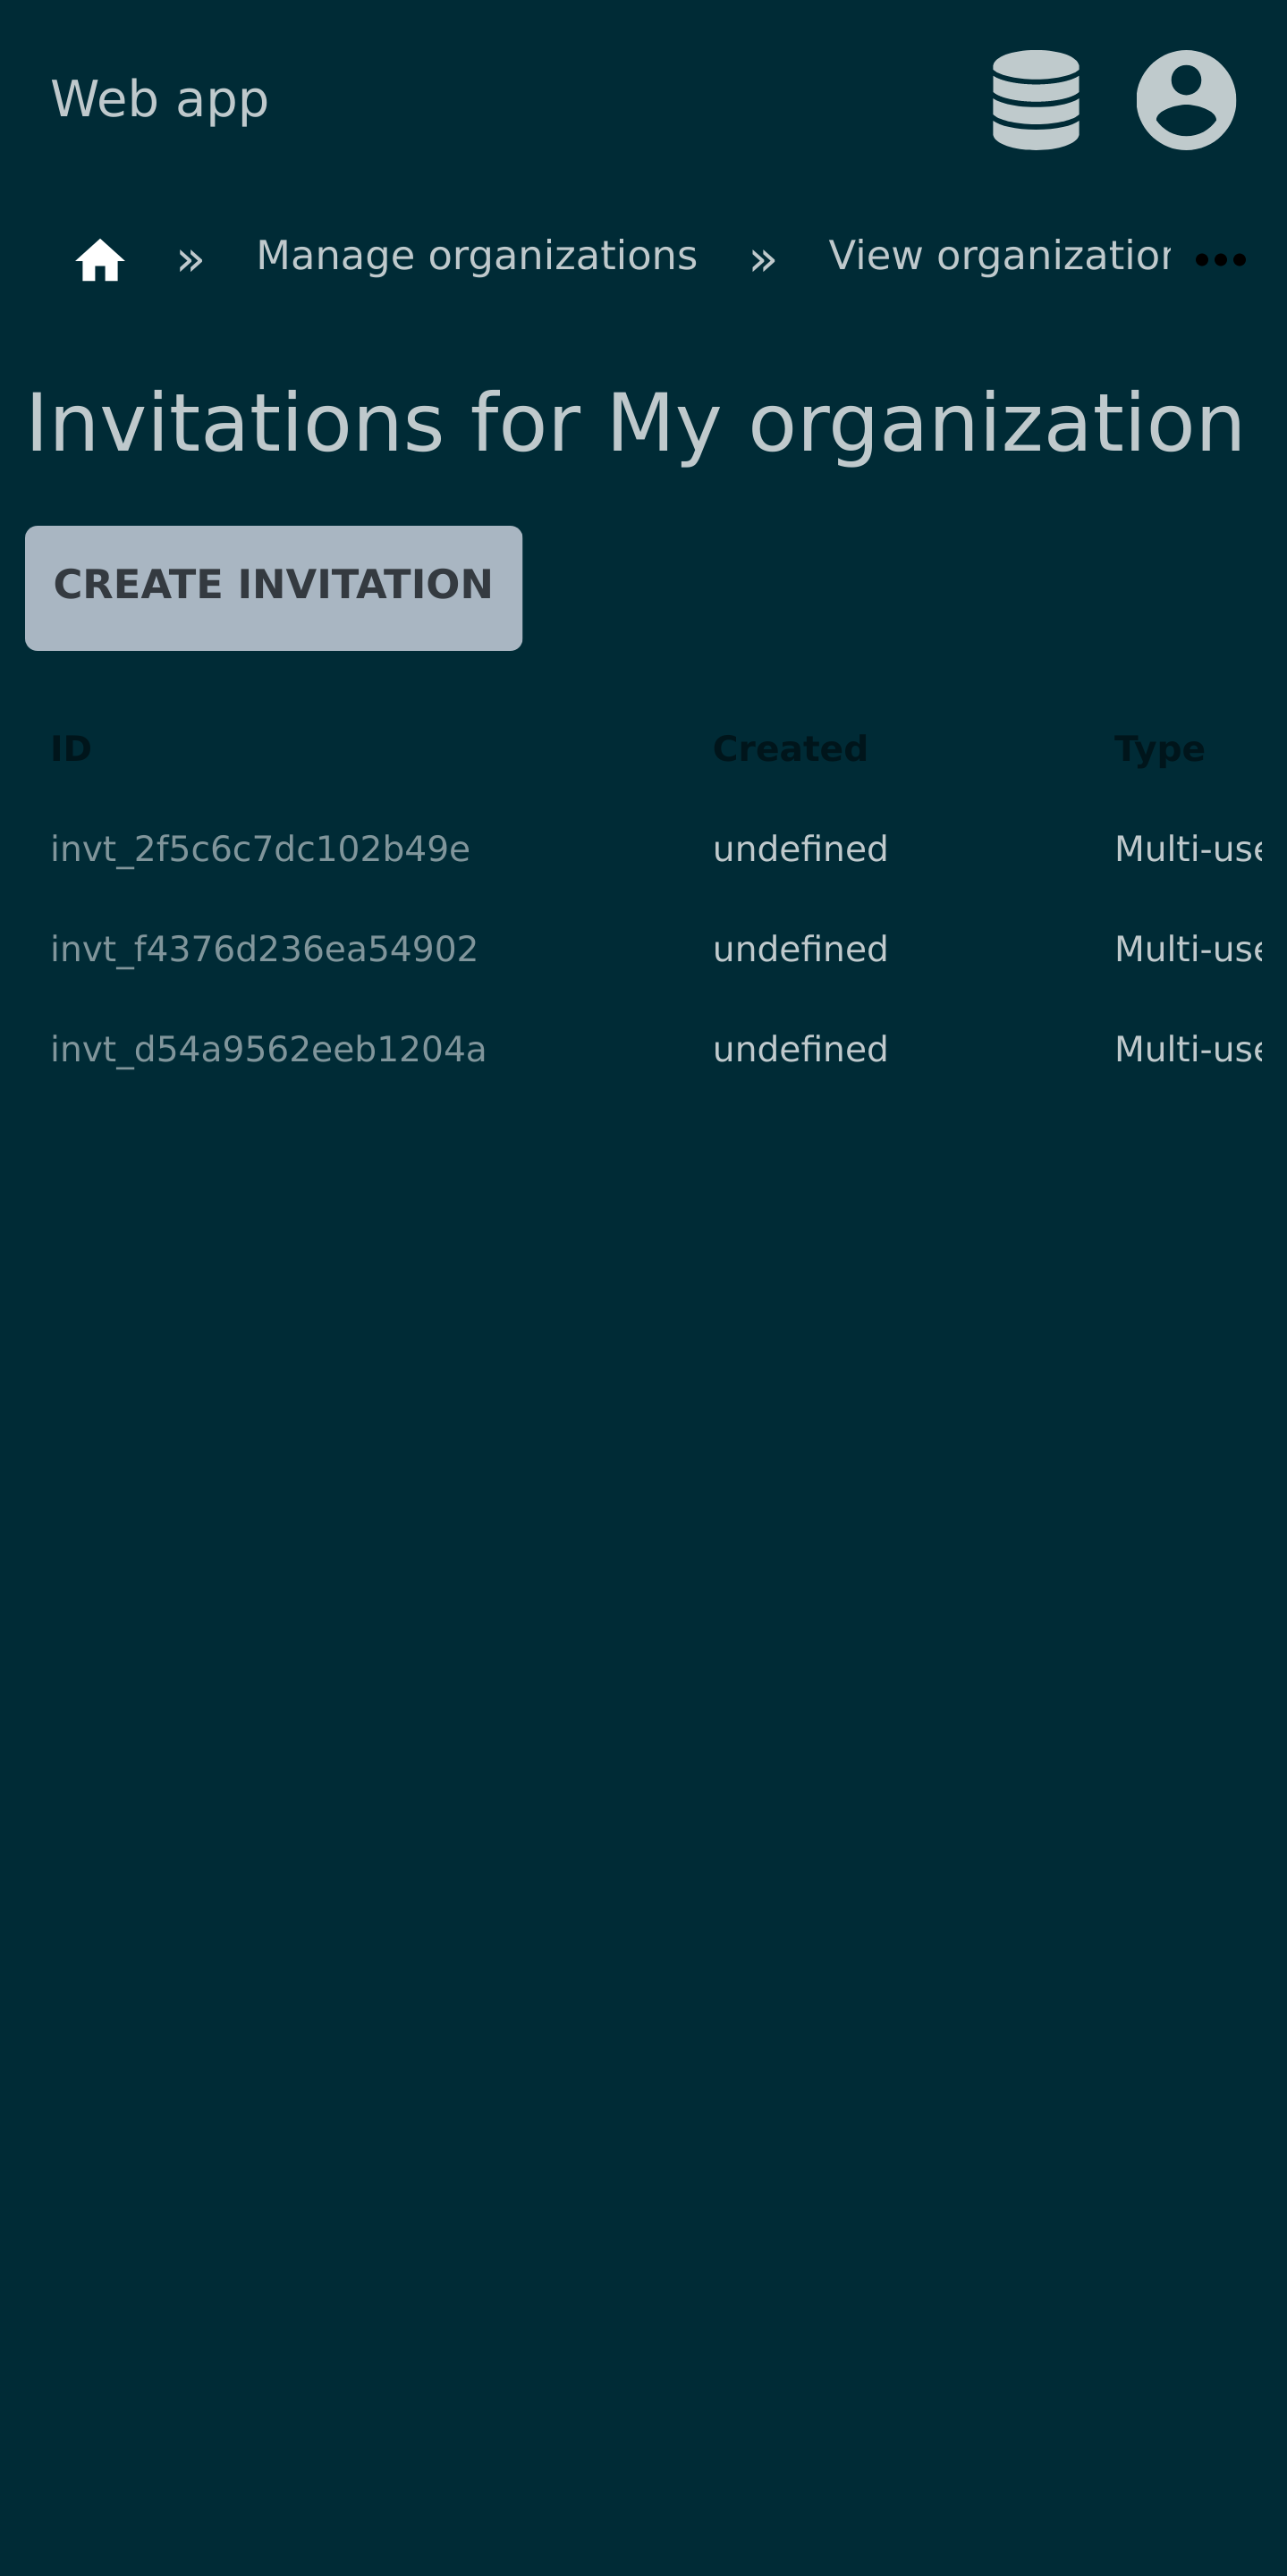 Web app
» Manage organizations » View organization
Invitations for My organization
CREATE INVITATION
ID Created Type
invt_2f5c6c7dc102b49e undefined Multi-use
invt_f4376d236ea54902 undefined Multi-use
invt_d54a9562eeb1204a undefined Multi-use